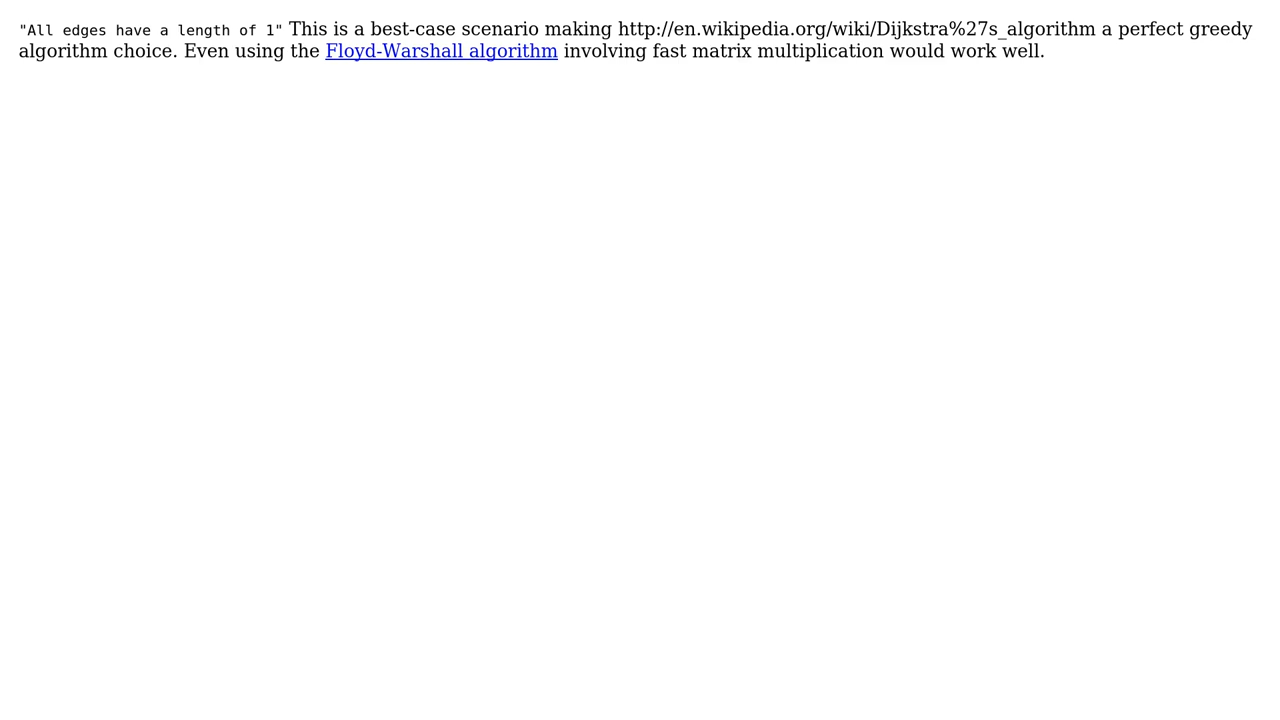 "All edges have a length of 1" This is a best-case scenario making http://en.wikipedia.org/wiki/Dijkstra%27s_algorithm a perfect greedy
algorithm choice. Even using the Floyd-Warshall algorithm involving fast matrix multiplication would work well.